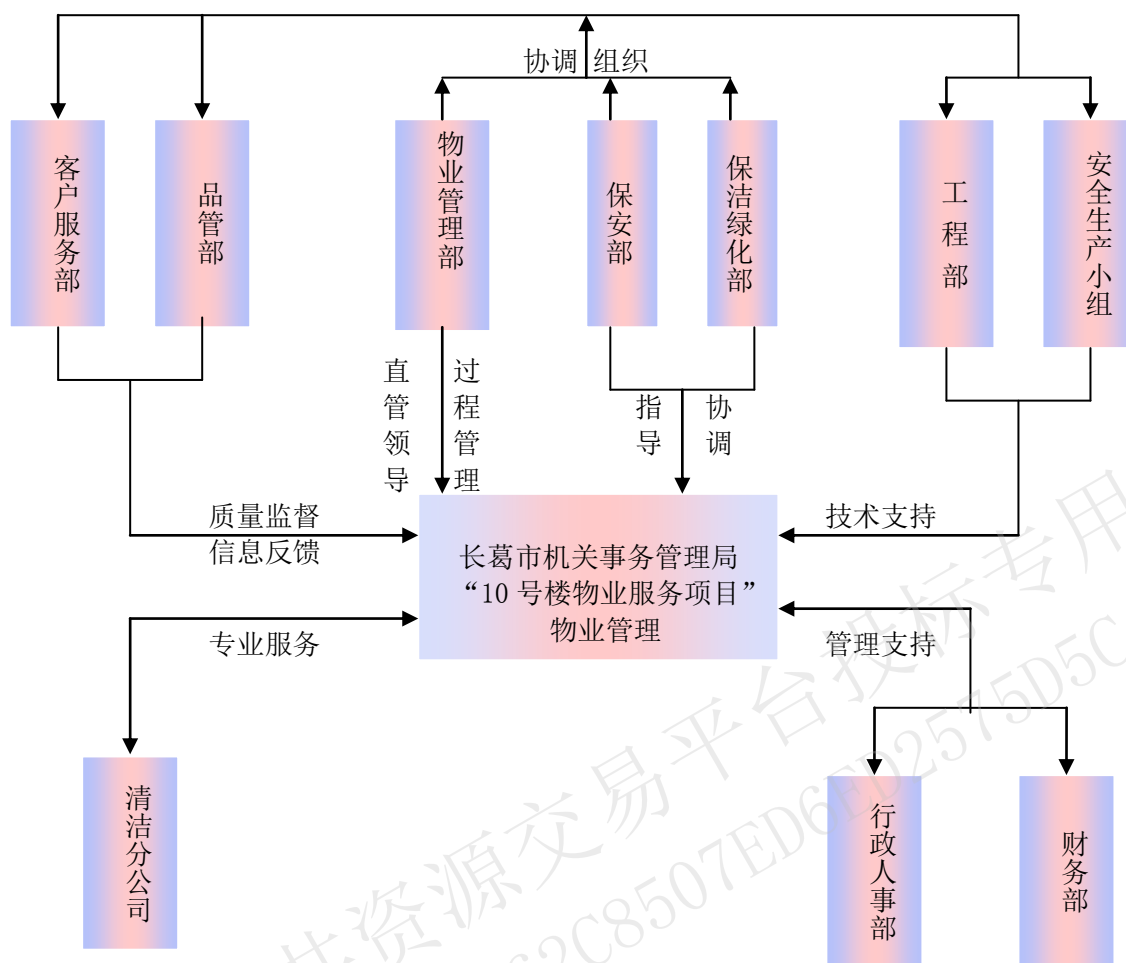 协调 组织
客户服务部
品管部
物业管理部
保安部
保洁绿化部
工程部
安全生产小组
直管领导
过程管理
指导
协调
质量监督
信息反馈
技术支持
长葛市机关事务管理局
“10 号楼物业服务项目”
物业管理
专业服务
管理支持
清洁分公司
行政人事部
财务部
共资源交易平台投标专用
62C8507ED6ED2575D5C